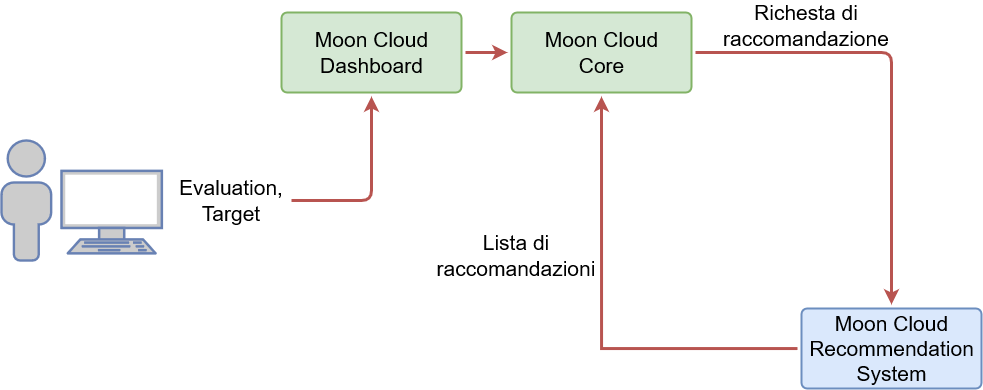 Moon Cloud
Dashboard
Moon Cloud
Core
Richesta di
raccomandazione
Evaluation,
Target
Lista di
raccomandazioni
Moon Cloud
Recommendation
System